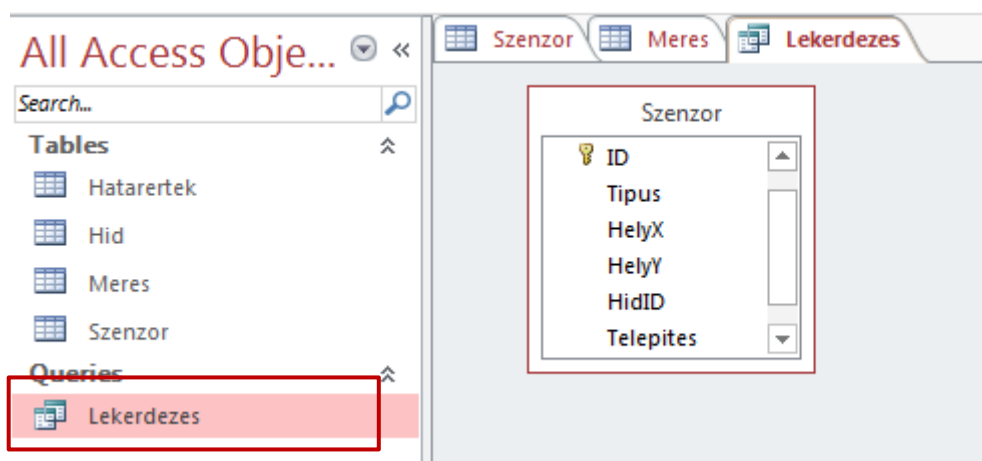 All Access Obje...
Search...
Tables
Hatarertek
Hid
Meres
Szenzor
Queries
Lekerdezes
Szenzor
Meres
Lekerdezes
Szenzor
ID
Tipus
HelyX
HelyY
HidID
Telepites